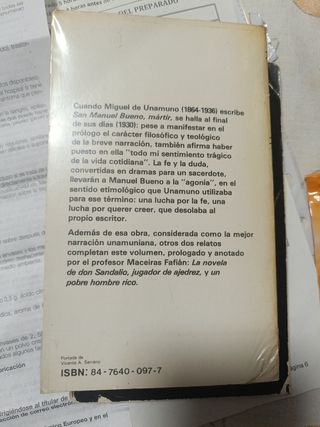 DEL PREPARADO
Cuando Miguel de Unamuno (1864-1936) escribe
San Manuel Bueno, mártir, se halla al final
de sus días (1930): pese a manifestar en el
prólogo el carácter filosófico y teológico
de la breve narración, también afirma haber
puesto en ella "todo mi sentimiento trágico
de la vida cotidiana". La fe y la duda,
convertidas en dramas para un sacerdote,
llevarán a Manuel Bueno a la "agonía", en el
sentido etimológico que Unamuno utilizaba
para ese término: una lucha por la fe, una
lucha por querer creer, que desolaba al
propio escritor.
Además de esa obra, considerada como la mejor
narración unamuniana, otros dos relatos
completan este volumen, prologado y anotado
por el profesor Maceiras Fafián: La novela
de don Sandalio, jugador de ajedrez, y un
pobre hombre rico.
Portada de
Vicente A. Serrano
ISBN: 84-7640-097-7